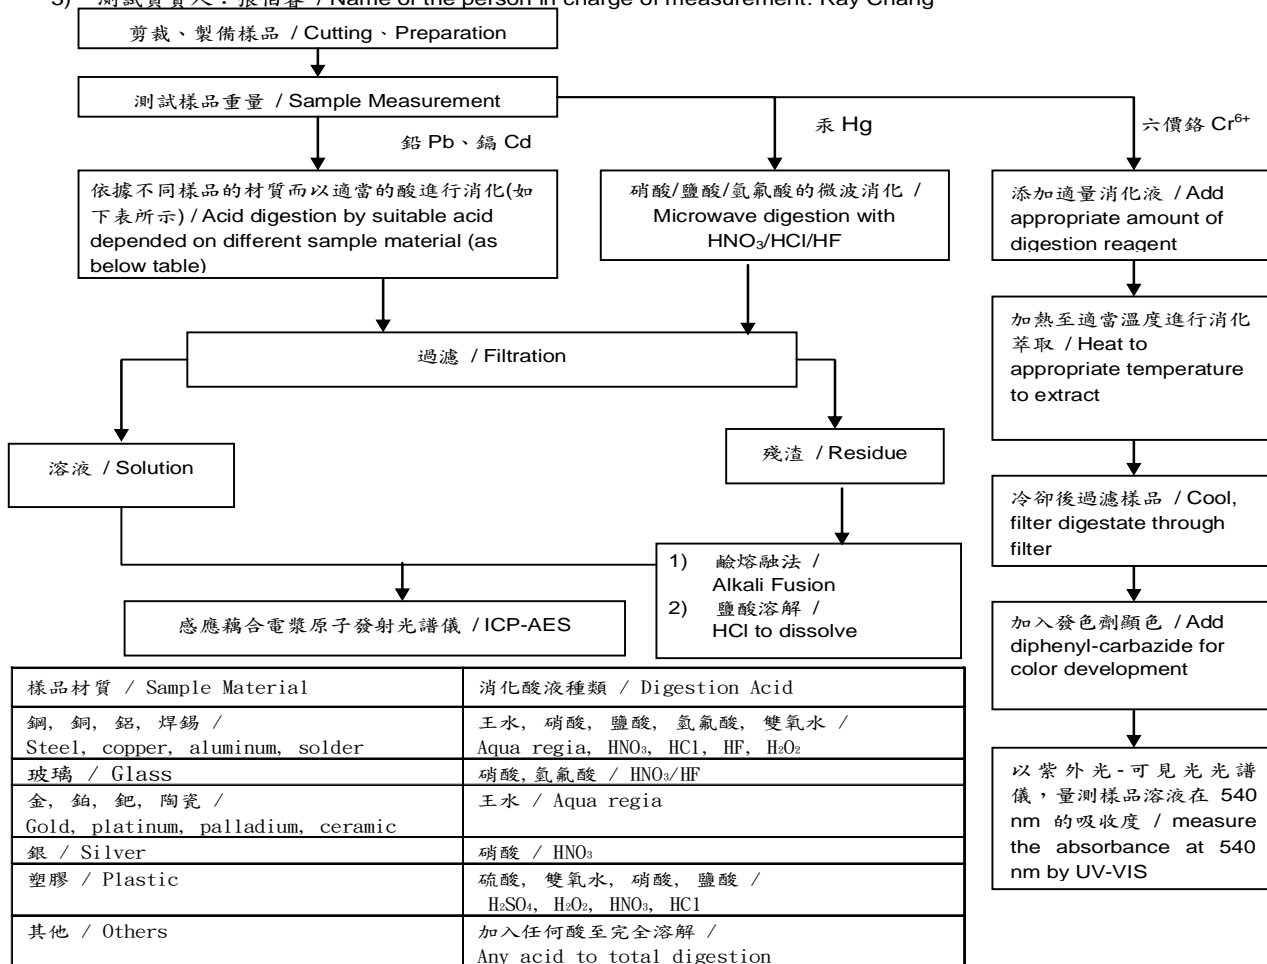 Name of the person in charge of measurement: Ray Chang
剪裁、製備樣品 / Cutting、Preparation
測試樣品重量 / Sample Measurement
鉛 Pb、鎘 Cd
汞 Hg
六價鉻 Cr⁶⁺
依據不同樣品的材質而以適當的酸進行消化(如
下表所示) / Acid digestion by suitable acid
depended on different sample material (as
below table)
硝酸/鹽酸/氫氟酸的微波消化 /
Microwave digestion with
HNO₃/HCl/HF
添加適量消化液 / Add
appropriate amount of
digestion reagent
過濾 / Filtration
加熱至適當溫度進行消化
萃取 / Heat to
appropriate temperature
to extract
溶液 / Solution
殘渣 / Residue
冷卻後過濾樣品 / Cool,
filter digestate through
filter
1) 鹼熔融法 /
Alkali Fusion
2) 鹽酸溶解 /
HCl to dissolve
感應藕合電漿原子發射光譜儀 / ICP-AES
加入發色劑顯色 / Add
diphenyl-carbazide for
color development
以紫外光-可見光光譜
儀，量測樣品溶液在 540
nm 的吸收度 / measure
the absorbance at 540
nm by UV-VIS
樣品材質 / Sample Material
消化酸液種類 / Digestion Acid
鋼, 銅, 鋁, 焊錫 /
Steel, copper, aluminum, solder
王水, 硝酸, 鹽酸, 氫氟酸, 雙氧水 /
Aqua regia, HNO₃, HCl, HF, H₂O₂
玻璃 / Glass
硝酸,氫氟酸 / HNO₃/HF
金, 鉑, 鈀, 陶瓷 /
Gold, platinum, palladium, ceramic
王水 / Aqua regia
銀 / Silver
硝酸 / HNO₃
塑膠 / Plastic
硫酸, 雙氧水, 硝酸, 鹽酸 /
H₂SO₄, H₂O₂, HNO₃, HCl
其他 / Others
加入任何酸至完全溶解 /
Any acid to total digestion